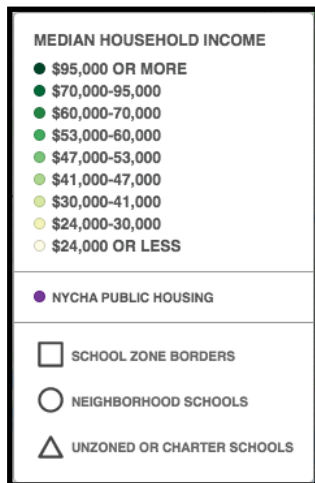 MEDIAN HOUSEHOLD INCOME
$95,000 OR MORE
$70,000-95,000
$60,000-70,000
$53,000-60,000
$47,000-53,000
$41,000-47,000
$30,000-41,000
$24,000-30,000
$24,000 OR LESS
NYCHA PUBLIC HOUSING
SCHOOL ZONE BORDERS
NEIGHBORHOOD SCHOOLS
UNZONED OR CHARTER SCHOOLS